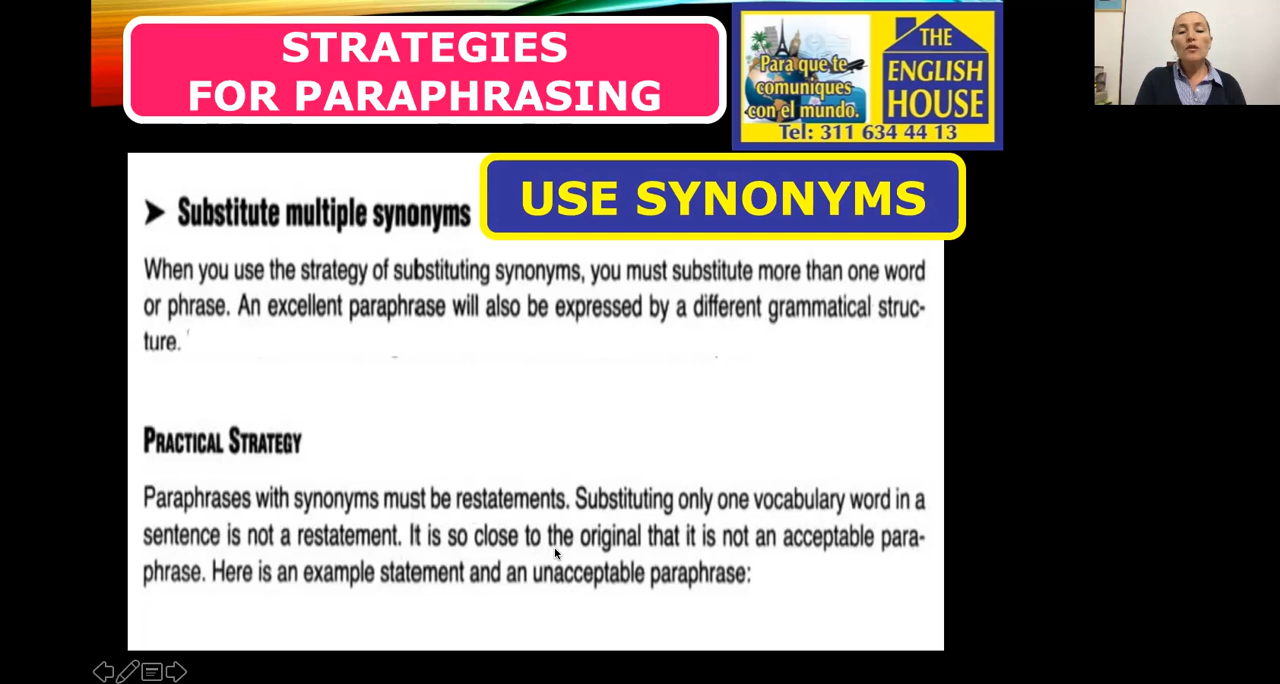 STRATEGIES
FOR PARAPHRASING
Para que te
comuniques
con el mundo.
THE
ENGLISH
HOUSE
Tel: 311 634 44 13
USE SYNONYMS
➤ Substitute multiple synonyms
When you use the strategy of substituting synonyms, you must substitute more than one word
or phrase. An excellent paraphrase will also be expressed by a different grammatical struc-
ture.
PRACTICAL STRATEGY
Paraphrases with synonyms must be restatements. Substituting only one vocabulary word in a
sentence is not a restatement. It is so close to the original that it is not an acceptable para-
phrase. Here is an example statement and an unacceptable paraphrase: